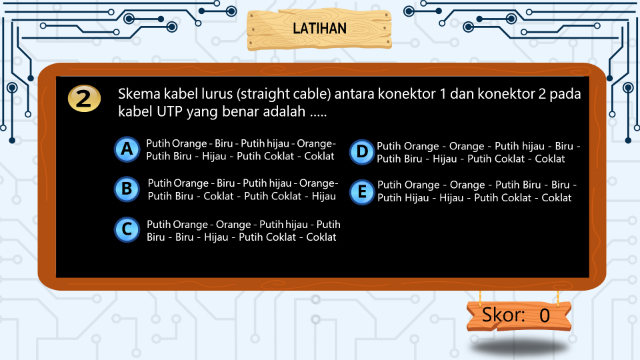 LATIHAN
2
Skema kabel lurus (straight cable) antara konektor 1 dan konektor 2 pada
kabel UTP yang benar adalah .....
A
Putih Orange - Biru - Putih hijau - Orange-
Putih Biru - Hijau - Putih Coklat - Coklat
B
Putih Orange - Biru - Putih hijau - Orange-
Putih Biru - Coklat - Putih Coklat - Hijau
C
Putih Orange - Orange - Putih hijau - Putih
Biru - Biru - Hijau - Putih Coklat - Coklat
D
Putih Orange - Orange - Putih hijau - Biru -
Putih Biru - Hijau - Putih Coklat - Coklat
E
Putih Orange - Orange - Putih Biru - Biru -
Putih Hijau - Hijau - Putih Coklat - Coklat
Skor: 0